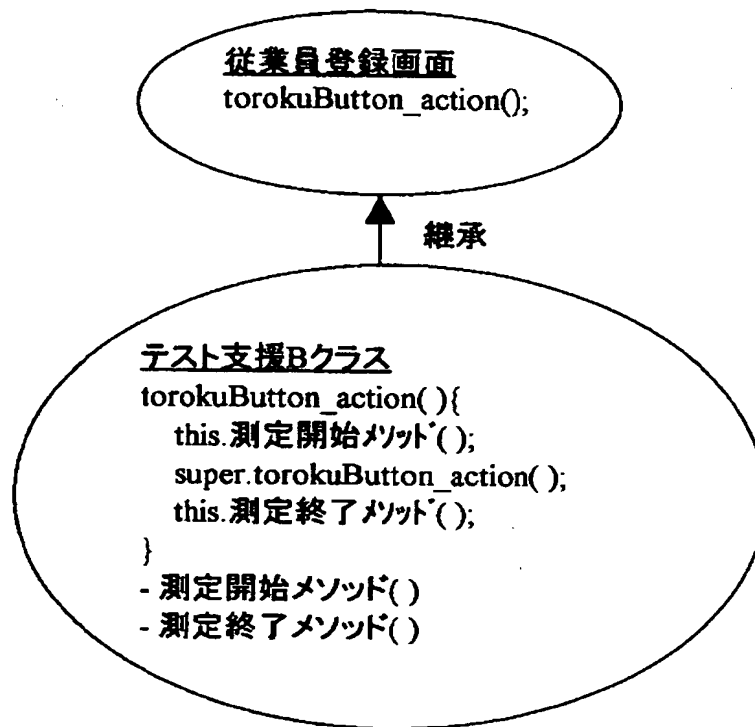 従業員登録画面
torokuButton_action();
継承
テスト支援Bクラス
torokuButton_action( ){
this.測定開始ﾒｿｯﾄﾞ( );
super.torokuButton_action( );
this.測定終了ﾒｿｯﾄﾞ( );
}
- 測定開始メソッド( )
- 測定終了メソッド( )